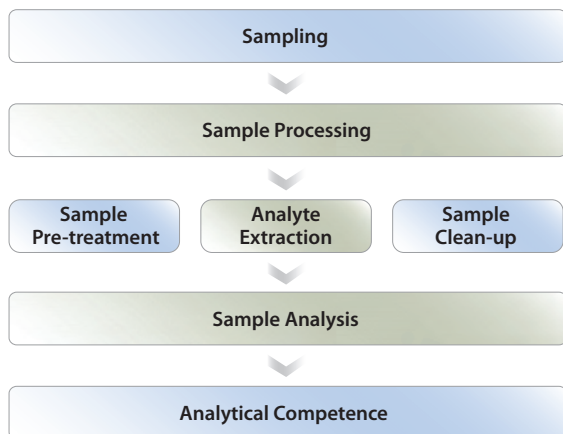 Sampling
Sample Processing
Sample
Pre-treatment
Analyte
Extraction
Sample
Clean-up
Sample Analysis
Analytical Competence